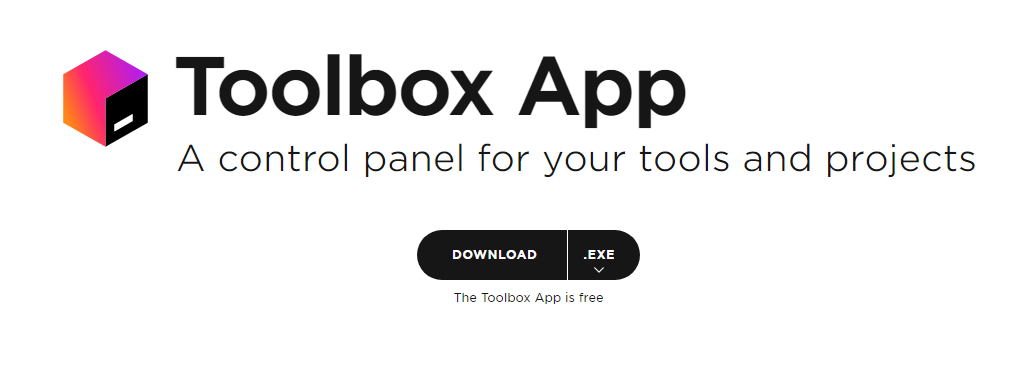 Toolbox App
A control panel for your tools and projects
DOWNLOAD .EXE
The Toolbox App is free